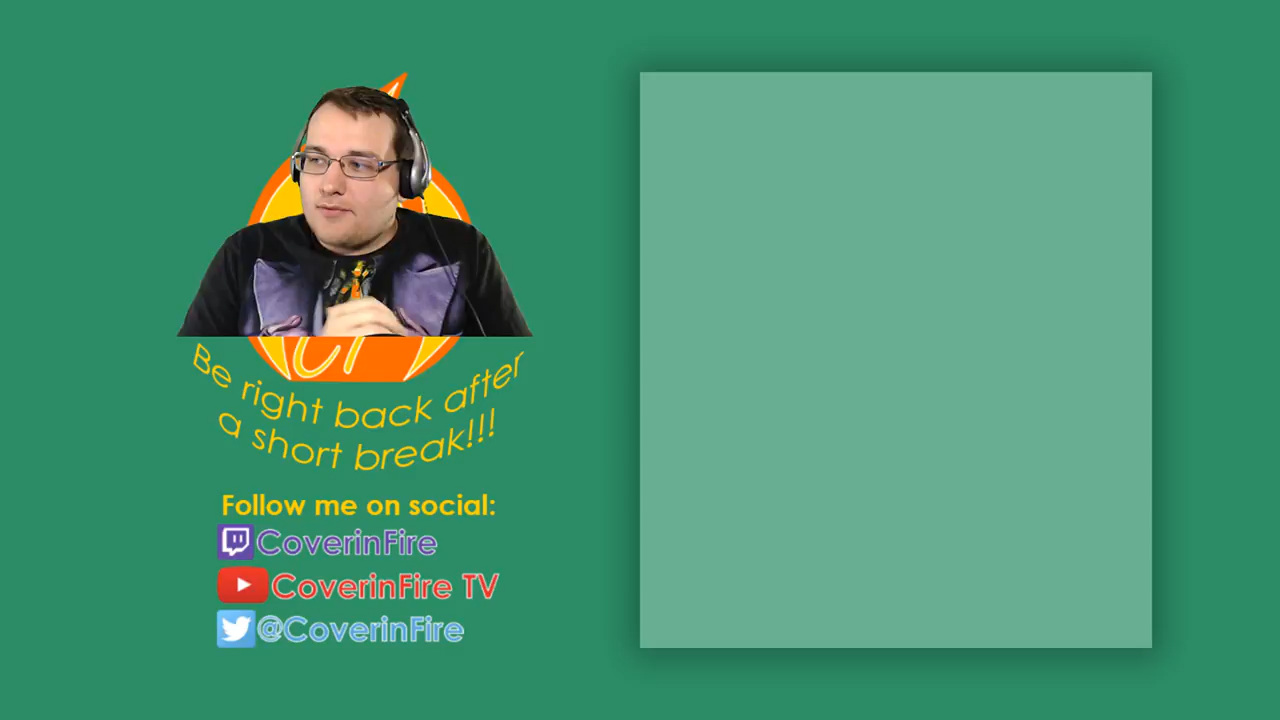 Be right back after
a short break!!!
Follow me on social:
CoverinFire
CoverinFire TV
@CoverinFire